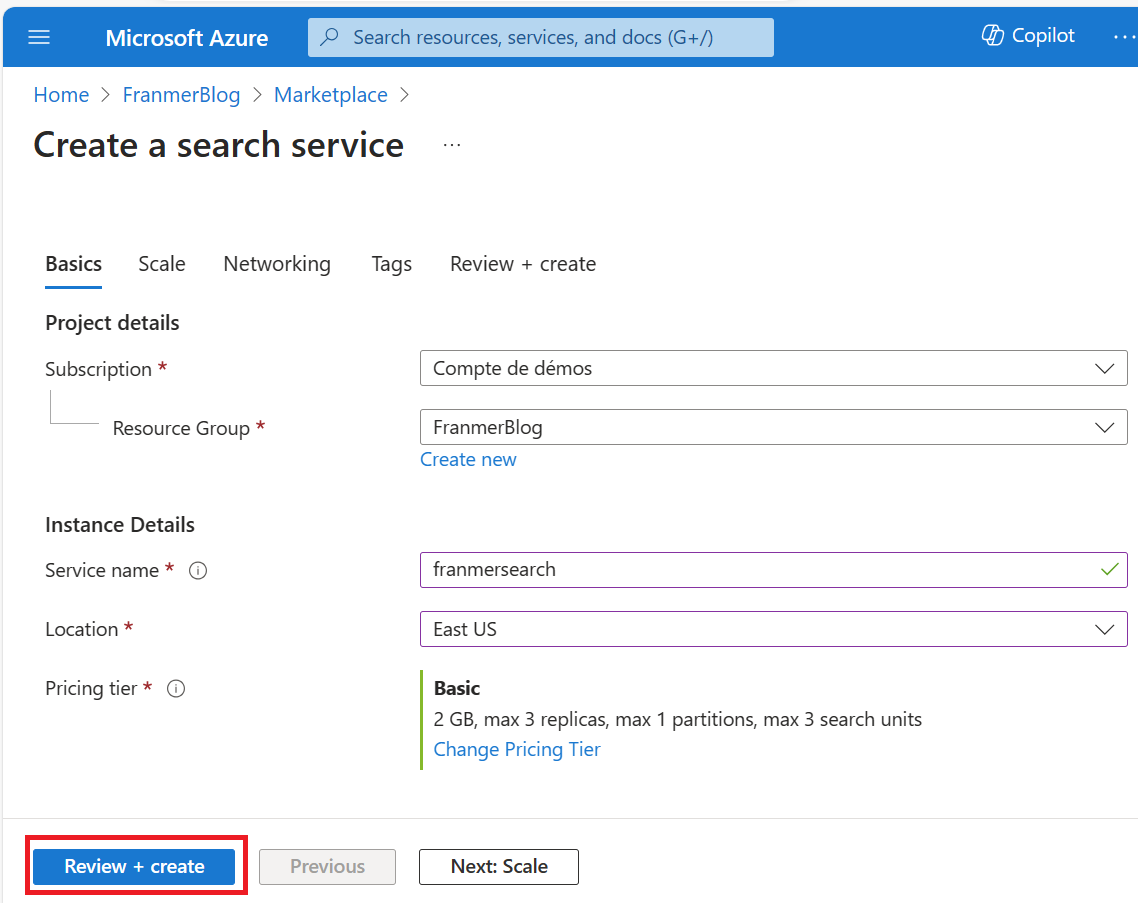 Microsoft Azure
Search resources, services, and docs (G+/)
Copilot
...
Home > FranmerBlog > Marketplace >
Create a search service ...
Basics Scale Networking Tags Review + create
Project details
Subscription * Compte de démos
Resource Group * FranmerBlog
Create new
Instance Details
Service name * franmersearch
Location * East US
Pricing tier * Basic
2 GB, max 3 replicas, max 1 partitions, max 3 search units
Change Pricing Tier
Review + create Previous Next: Scale